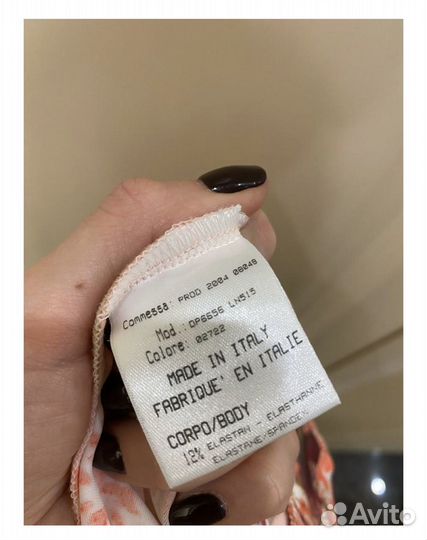 Commessa: PROD 2004 08048
Mod.: DP6656 LN515
Colore: 02722
MADE IN ITALY
FABRIQUE' EN ITALIE
CORPO/BODY
12% ELASTAN - ELASTHANNE
ELASTANE/SPANDEX
Avito